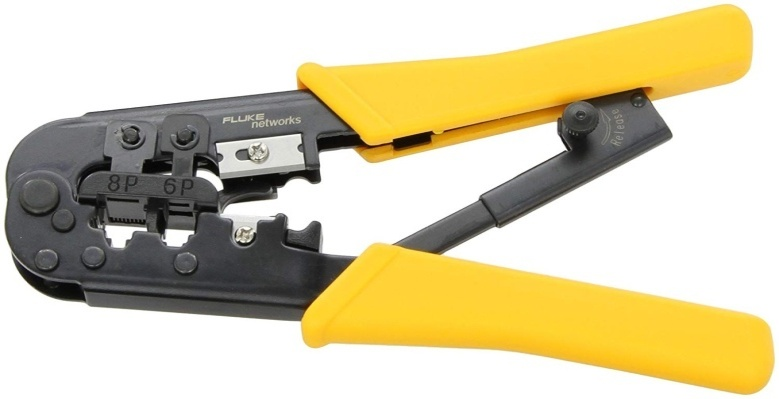 FLUKE
networks
8P 6P
Release